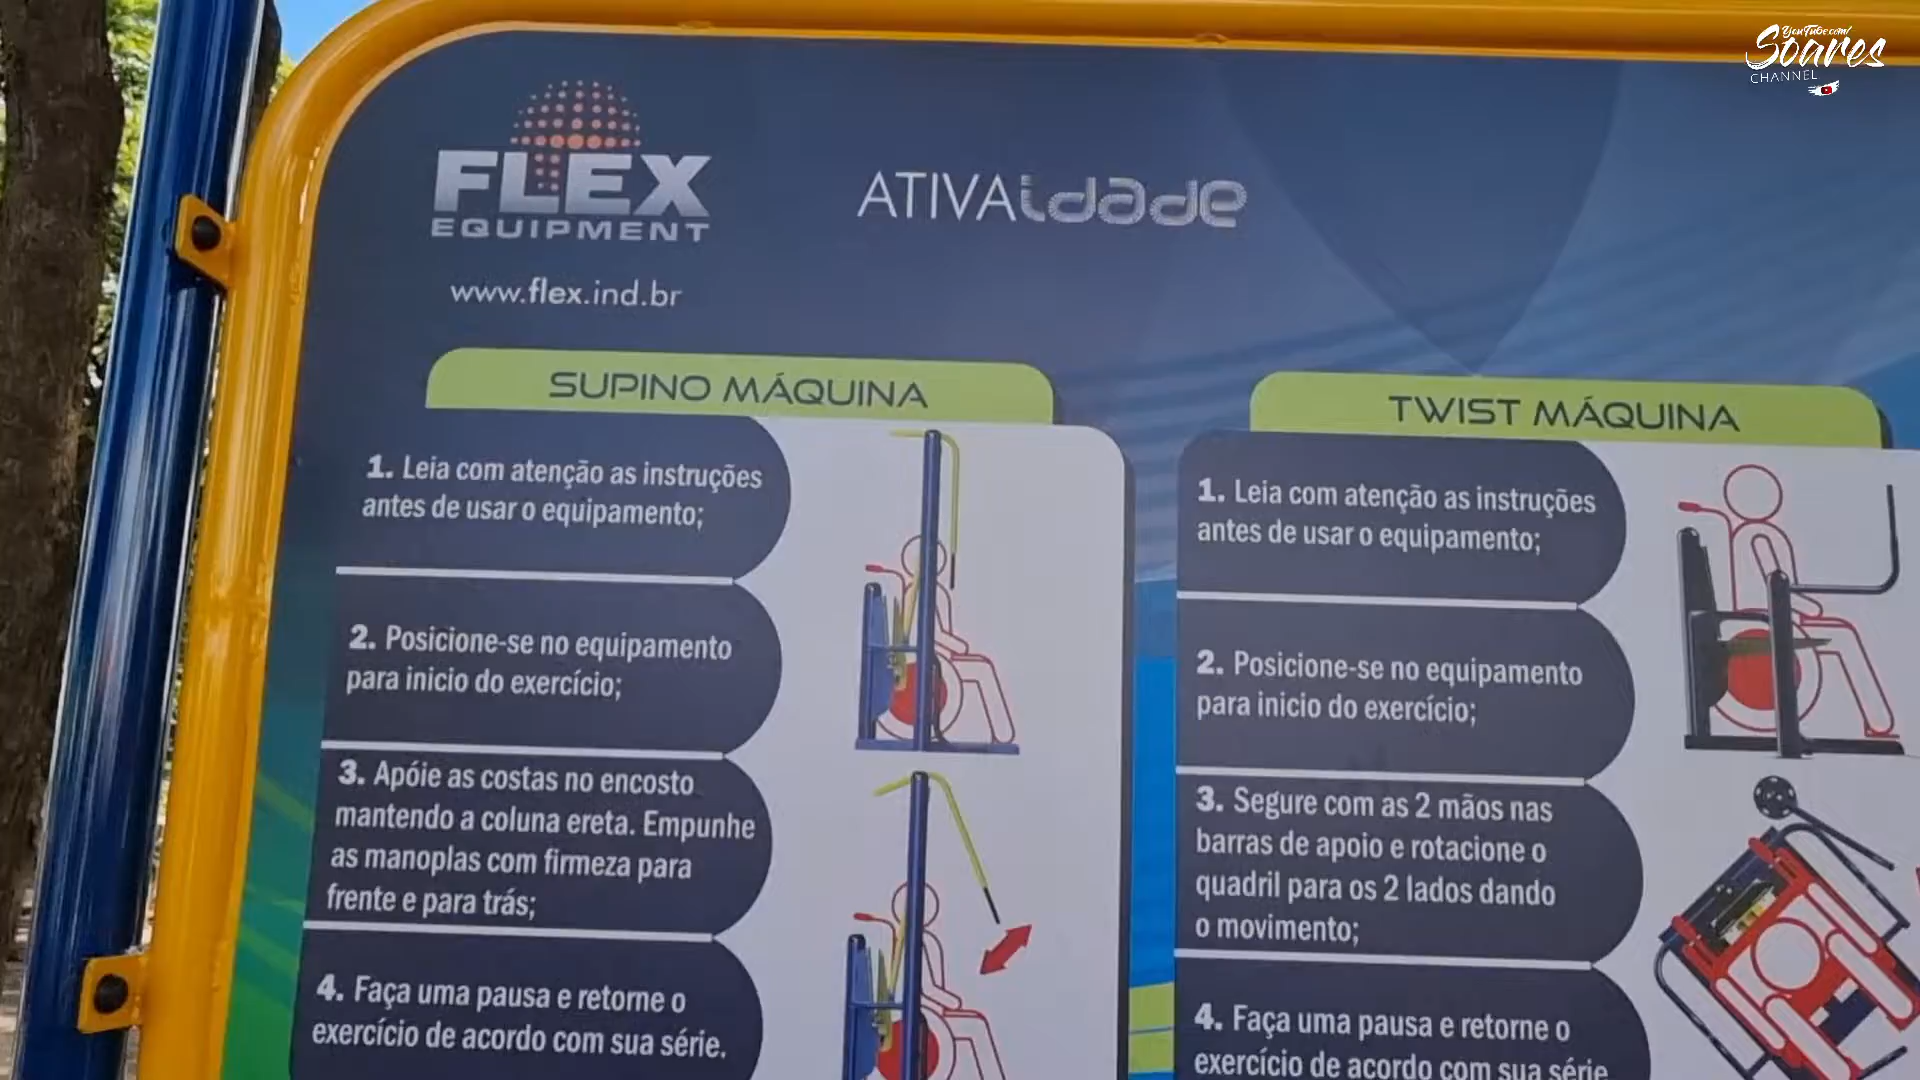 YouTube.com/
Soares
CHANNEL
FLEX
EQUIPMENT
www.flex.ind.br
ATIVAidade
SUPINO MÁQUINA
1. Leia com atenção as instruções
antes de usar o equipamento;
2. Posicione-se no equipamento
para inicio do exercício;
3. Apóie as costas no encosto
mantendo a coluna ereta. Empunhe
as manoplas com firmeza para
frente e para trás;
4. Faça uma pausa e retorne o
exercício de acordo com sua série.
TWIST MÁQUINA
1. Leia com atenção as instruções
antes de usar o equipamento;
2. Posicione-se no equipamento
para inicio do exercício;
3. Segure com as 2 mãos nas
barras de apoio e rotacione o
quadril para os 2 lados dando
o movimento;
4. Faça uma pausa e retorne o
exercício de acordo com sua série